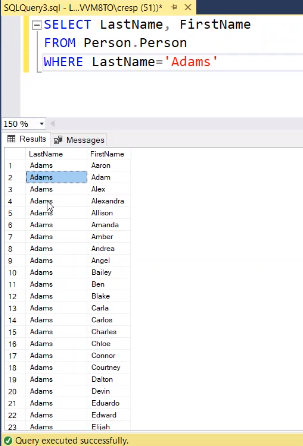 SQLQuery3.sql - L...VVM8TO\cresp (51))*
SELECT LastName, FirstName
FROM Person.Person
WHERE LastName='Adams'
150 %
Results Messages
LastName FirstName
1 Adams Aaron
2 Adams Adam
3 Adams Alex
4 Adams Alexandra
5 Adams Allison
6 Adams Amanda
7 Adams Amber
8 Adams Andrea
9 Adams Angel
10 Adams Bailey
11 Adams Ben
12 Adams Blake
13 Adams Carla
14 Adams Carlos
15 Adams Charles
16 Adams Chloe
17 Adams Connor
18 Adams Courtney
19 Adams Dalton
20 Adams Devin
21 Adams Eduardo
22 Adams Edward
23 Adams Elijah
Query executed successfully.